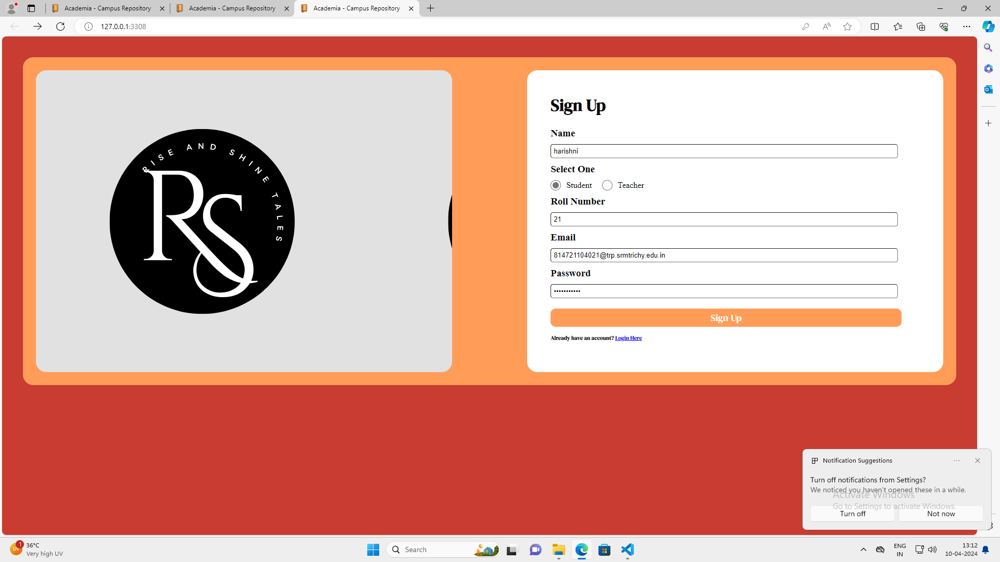 Academia - Campus Repository
Academia - Campus Repository
Academia - Campus Repository
127.0.0.1:3308
RISE AND SHINE TALES
RS
Sign Up
Name
harishni
Select One
Student Teacher
Roll Number
21
Email
814721104021@trp.srmtrichy.edu.in
Password
•••••••••••
Sign Up
Already have an account? Login Here
Notification Suggestions
Turn off notifications from Settings?
We noticed you haven't opened these in a while.
Activate Windows
Go to Settings to activate Windows.
Turn off Not now
UV
1
36°C
Very high UV
Search
ENG
IN
13:12
10-04-2024